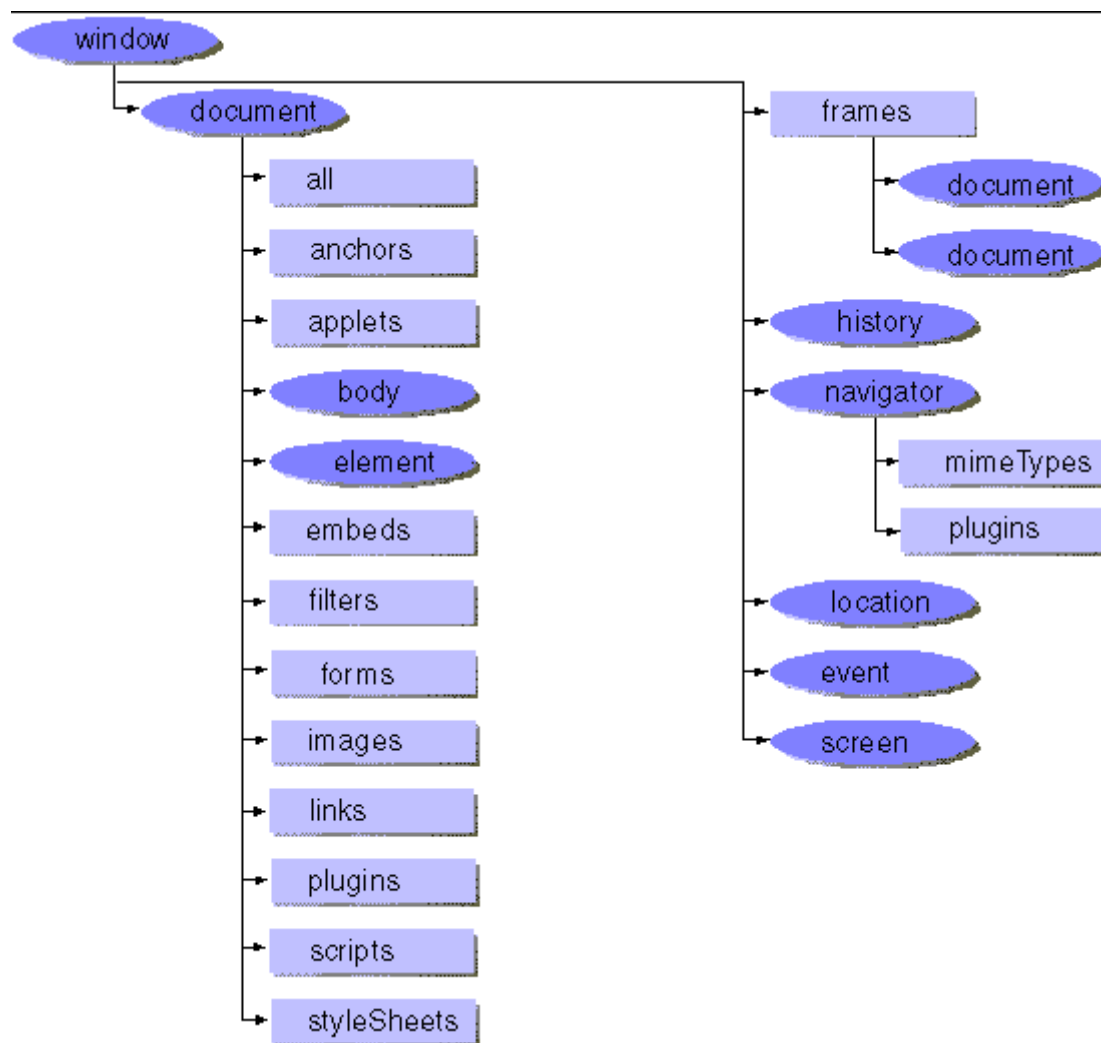 window
document
all
anchors
applets
body
element
embeds
filters
forms
images
links
plugins
scripts
styleSheets
frames
document
document
history
navigator
mimeTypes
plugins
location
event
screen